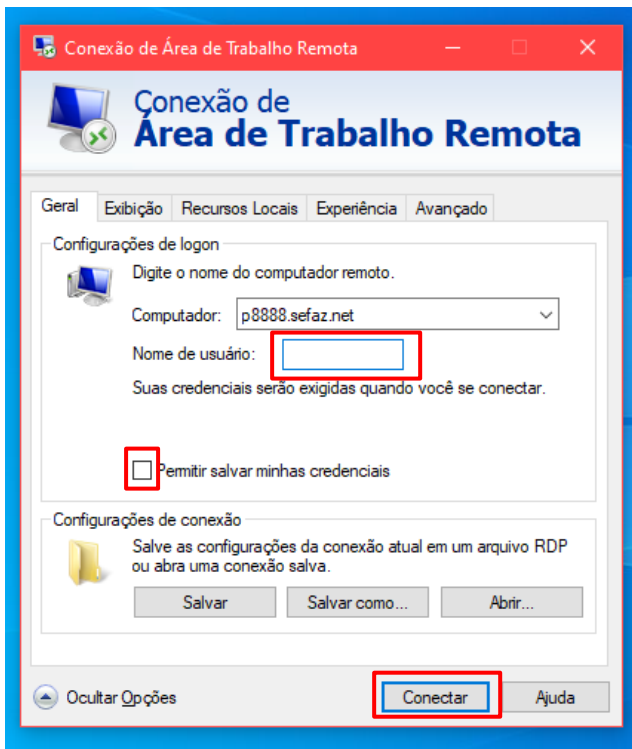 Conexão de Área de Trabalho Remota
Conexão de
Área de Trabalho Remota
Geral Exibição Recursos Locais Experiência Avançado
Configurações de logon
Digite o nome do computador remoto.
Computador: p8888.sefaz.net
Nome de usuário:
Suas credenciais serão exigidas quando você se conectar.
Permitir salvar minhas credenciais
Configurações de conexão
Salve as configurações da conexão atual em um arquivo RDP
ou abra uma conexão salva.
Salvar Salvar como... Abrir...
Ocultar Opções Conectar Ajuda